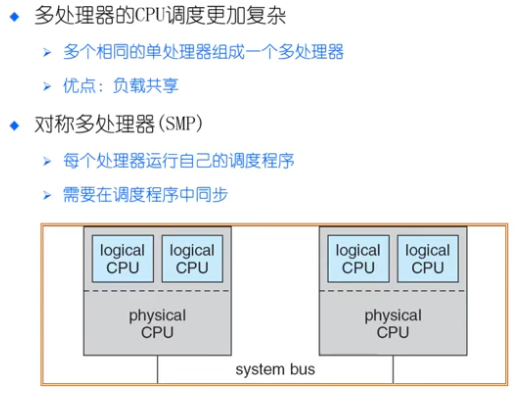 多处理器的CPU调度更加复杂
多个相同的单处理器组成一个多处理器
优点：负载共享
对称多处理器(SMP)
每个处理器运行自己的调度程序
需要在调度程序中同步
logical CPU
logical CPU
physical CPU
logical CPU
logical CPU
physical CPU
system bus